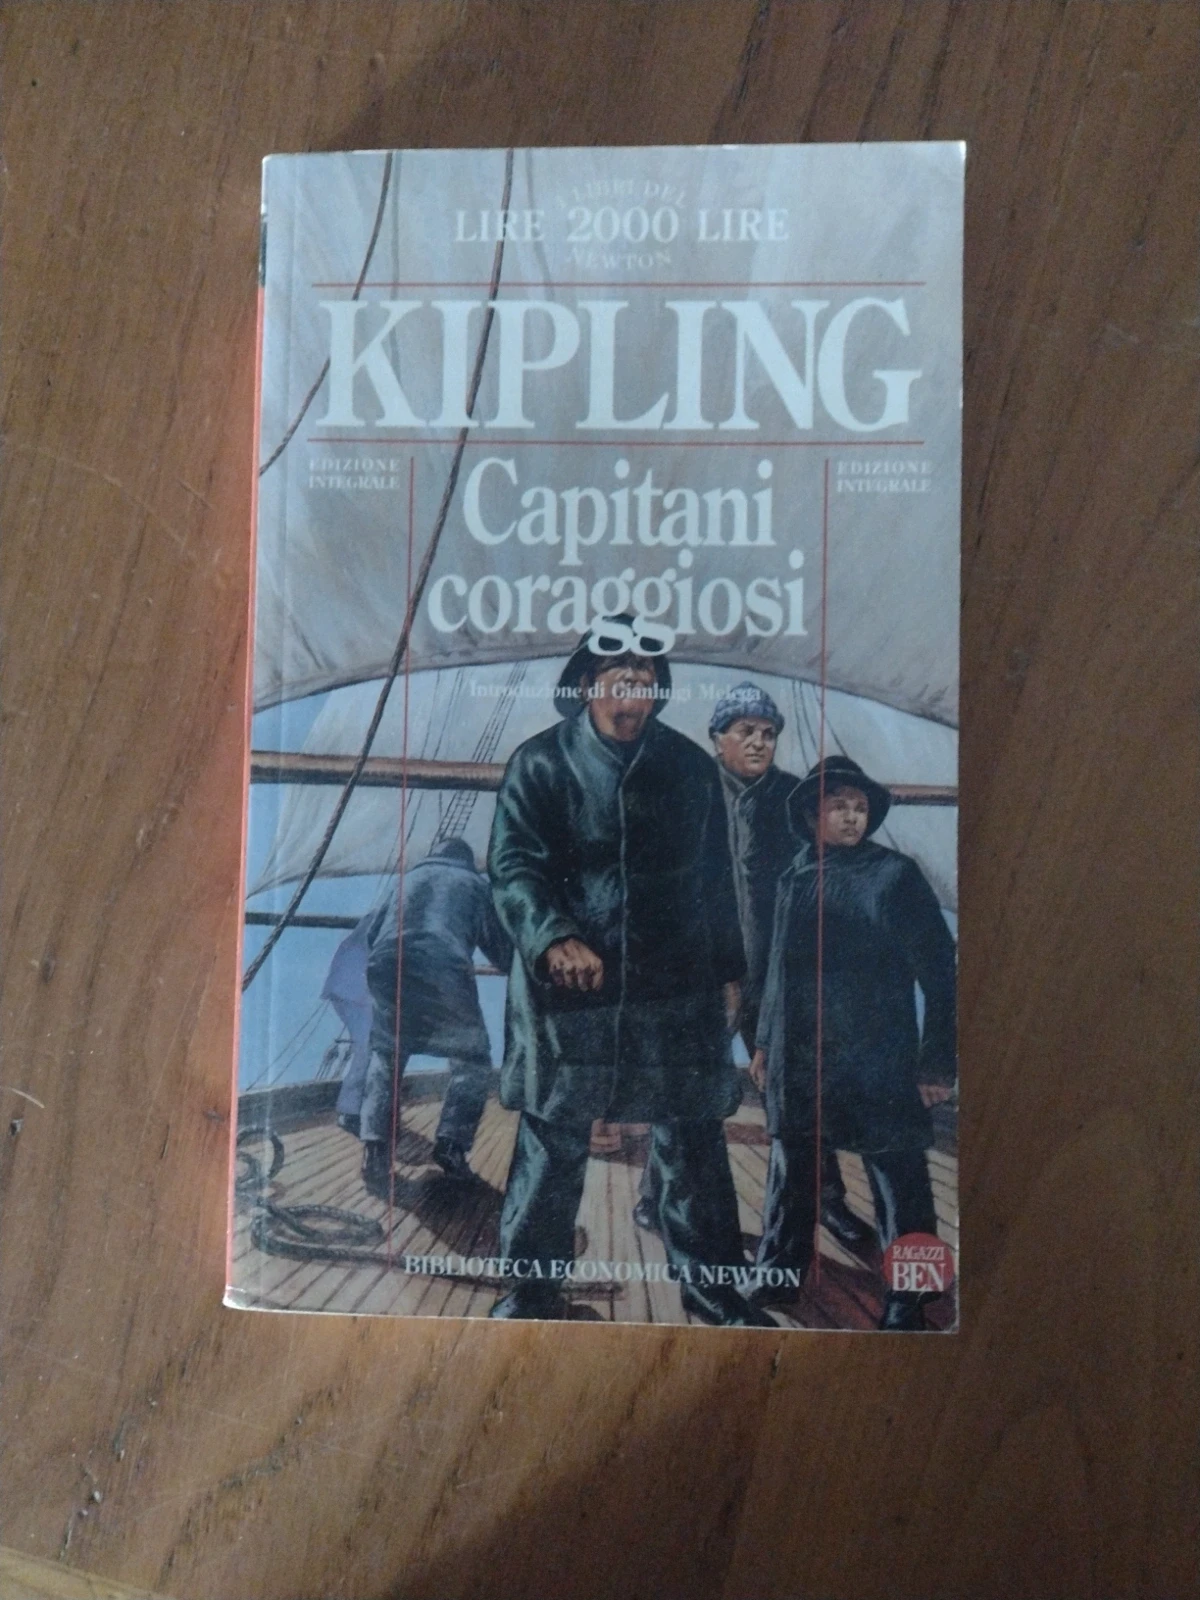 I LIBRI DEL
LIRE 2000 LIRE
NEWTON
KIPLING
EDIZIONE
INTEGRALE
EDIZIONE
INTEGRALE
Capitani
coraggiosi
Introduzione di Gianluigi Melega
BIBLIOTECA ECONOMICA NEWTON
RAGAZZI
BEN